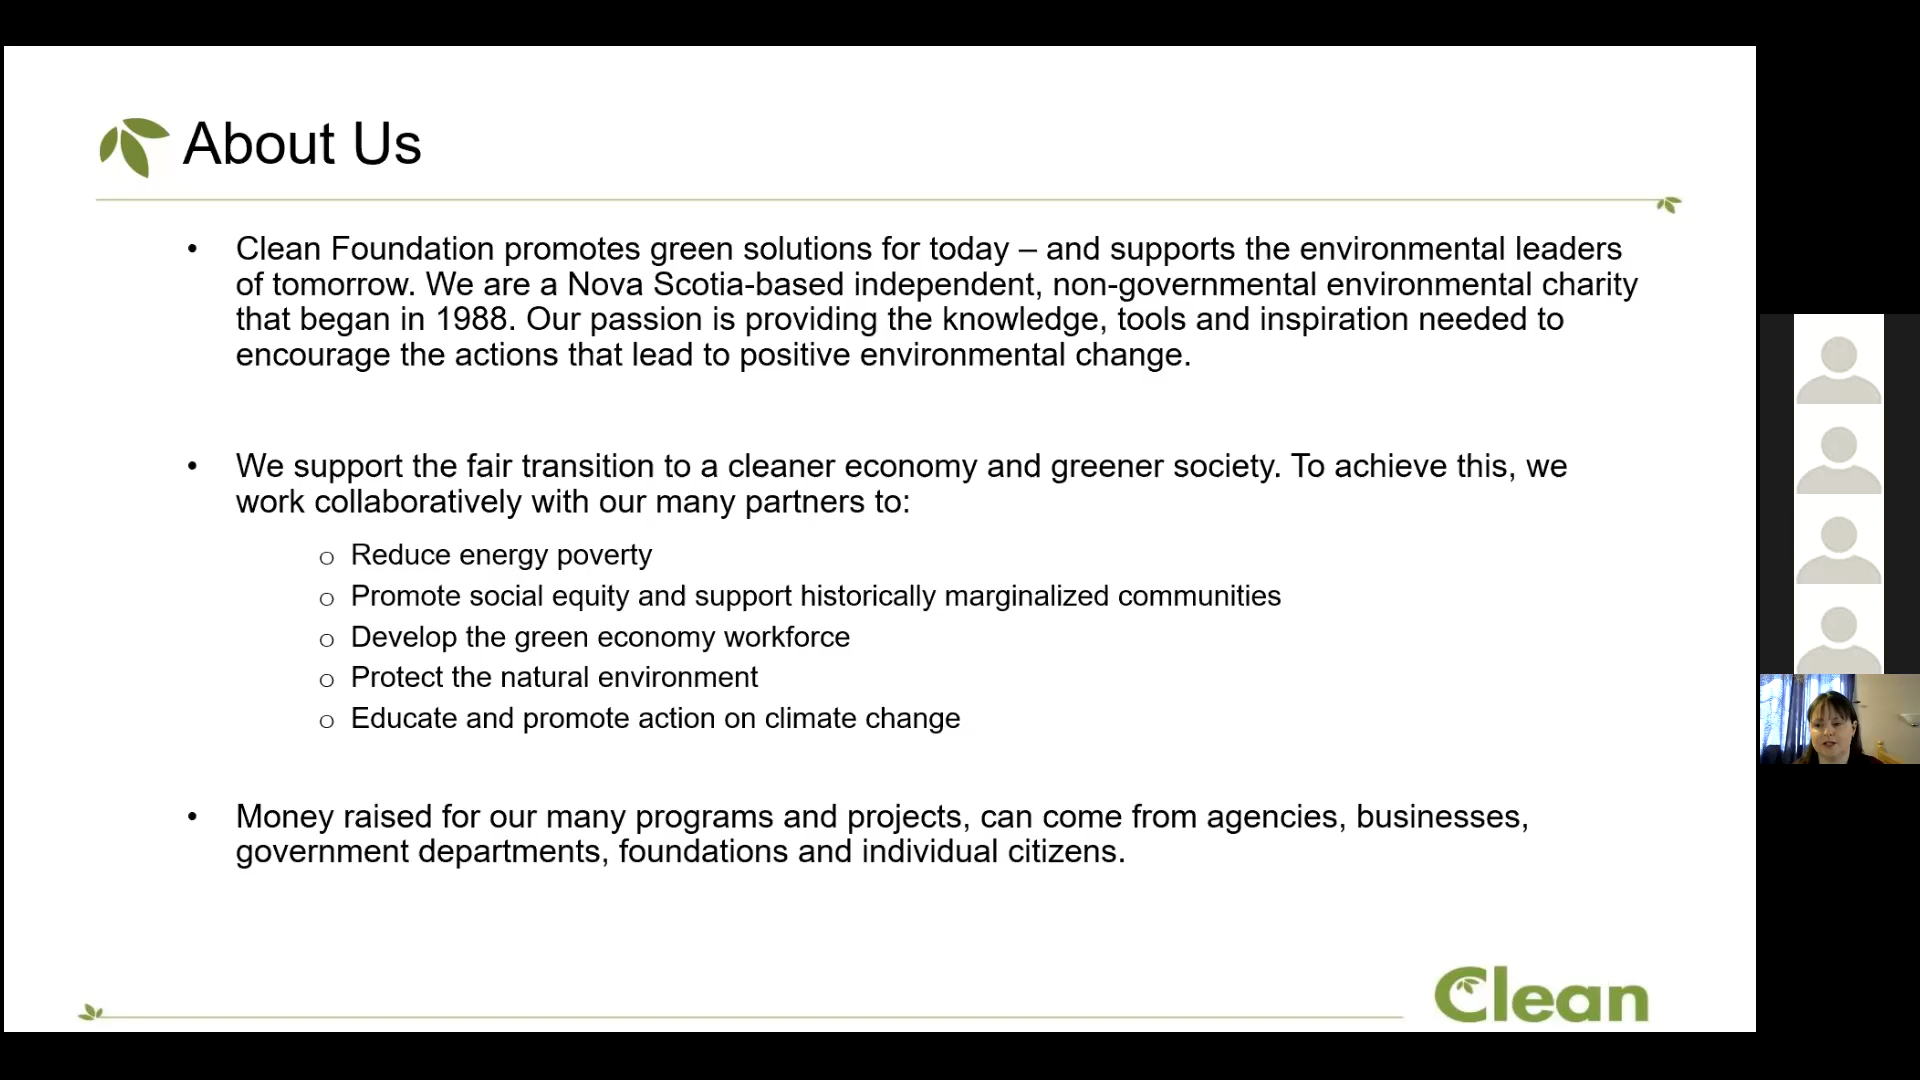 About Us
• Clean Foundation promotes green solutions for today – and supports the environmental leaders
of tomorrow. We are a Nova Scotia-based independent, non-governmental environmental charity
that began in 1988. Our passion is providing the knowledge, tools and inspiration needed to
encourage the actions that lead to positive environmental change.
• We support the fair transition to a cleaner economy and greener society. To achieve this, we
work collaboratively with our many partners to:
o Reduce energy poverty
o Promote social equity and support historically marginalized communities
o Develop the green economy workforce
o Protect the natural environment
o Educate and promote action on climate change
• Money raised for our many programs and projects, can come from agencies, businesses,
government departments, foundations and individual citizens.
Clean